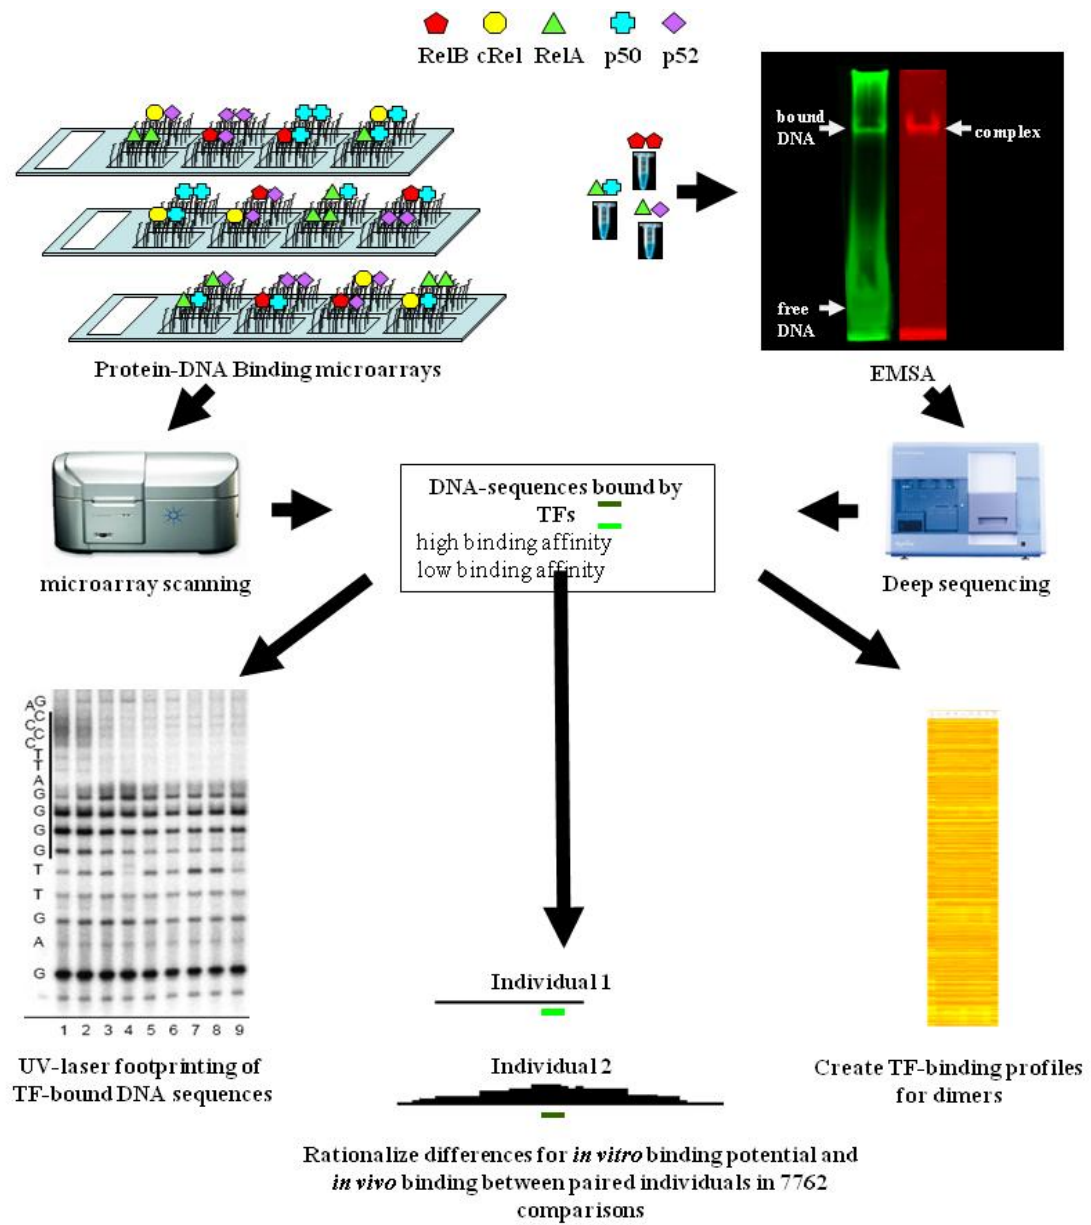 RelB cRel RelA p50 p52
bound
DNA
complex
free
DNA
Protein-DNA Binding microarrays
EMSA
DNA-sequences bound by
TFs
high binding affinity
low binding affinity
microarray scanning
Deep sequencing
G
A
C
C
C
C
T
T
A
G
G
G
G
T
T
G
A
G
1 2 3 4 5 6 7 8 9
UV-laser footprinting of
TF-bound DNA sequences
Individual 1
Individual 2
Create TF-binding profiles
for dimers
Rationalize differences for in vitro binding potential and
in vivo binding between paired individuals in 7762
comparisons